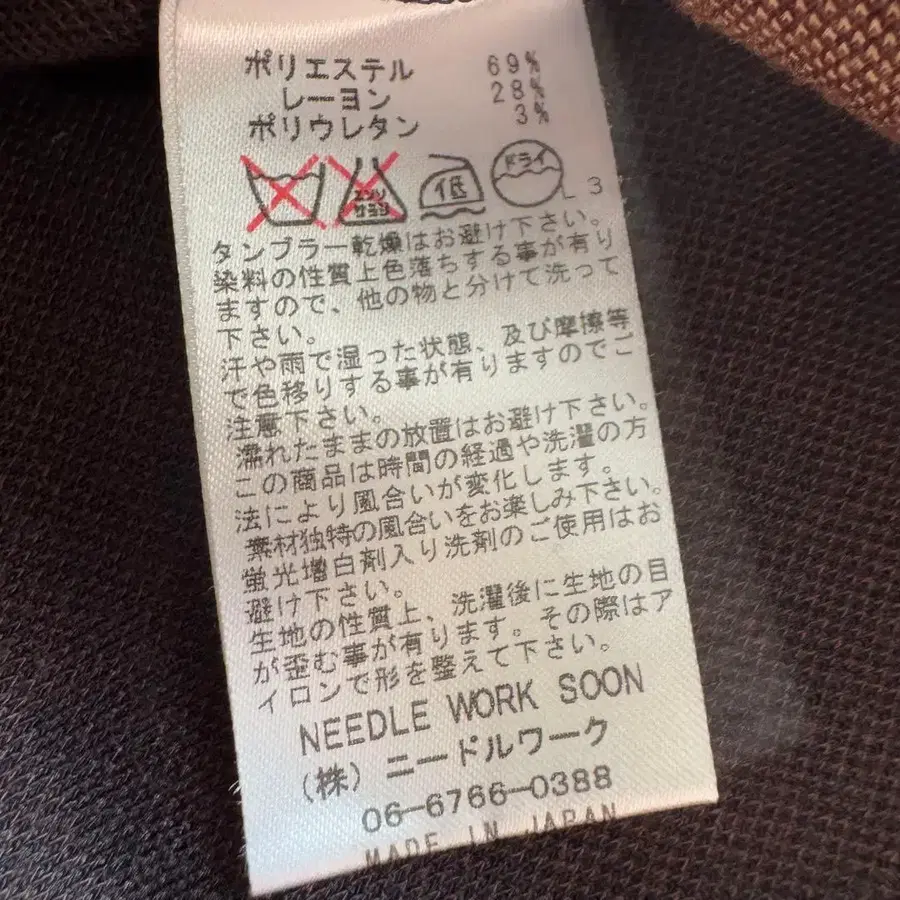 ポリエステル 69%
レーヨン 28%
ポリウレタン 3%
エンソサラシ 低 ドライ L 3
タンブラー乾燥はお避け下さい。
染料の性質上色落ちする事が有り
ますので、他の物と分けて洗って
下さい。
汗や雨で湿った状態、及び摩擦等
で色移りする事が有りますのでご
注意下さい。
濡れたままの放置はお避け下さい。
この商品は時間の経過や洗濯の方
法により風合いが変化します。
素材独特の風合いをお楽しみ下さい。
蛍光増白剤入り洗剤のご使用はお
避け下さい。
生地の性質上、洗濯後に生地の目
が歪む事が有ります。その際はア
イロンで形を整えて下さい。
NEEDLE WORK SOON
(株) ニードルワーク
06-6766-0388
MADE IN JAPAN